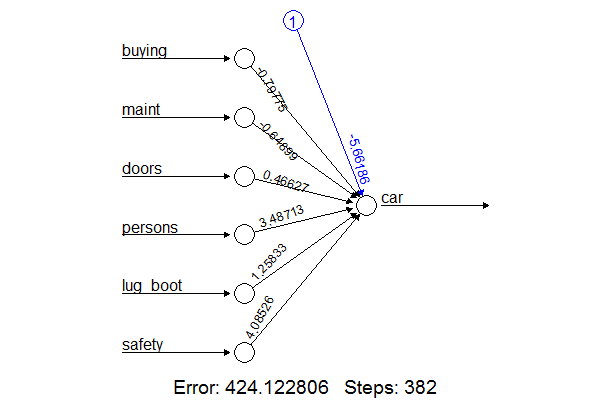 1
buying
-0.79775
maint
-0.64899
-5.66186
doors
0.46627
car
persons
3.48713
lug_boot
1.25833
safety
4.08526
Error: 424.122806 Steps: 382